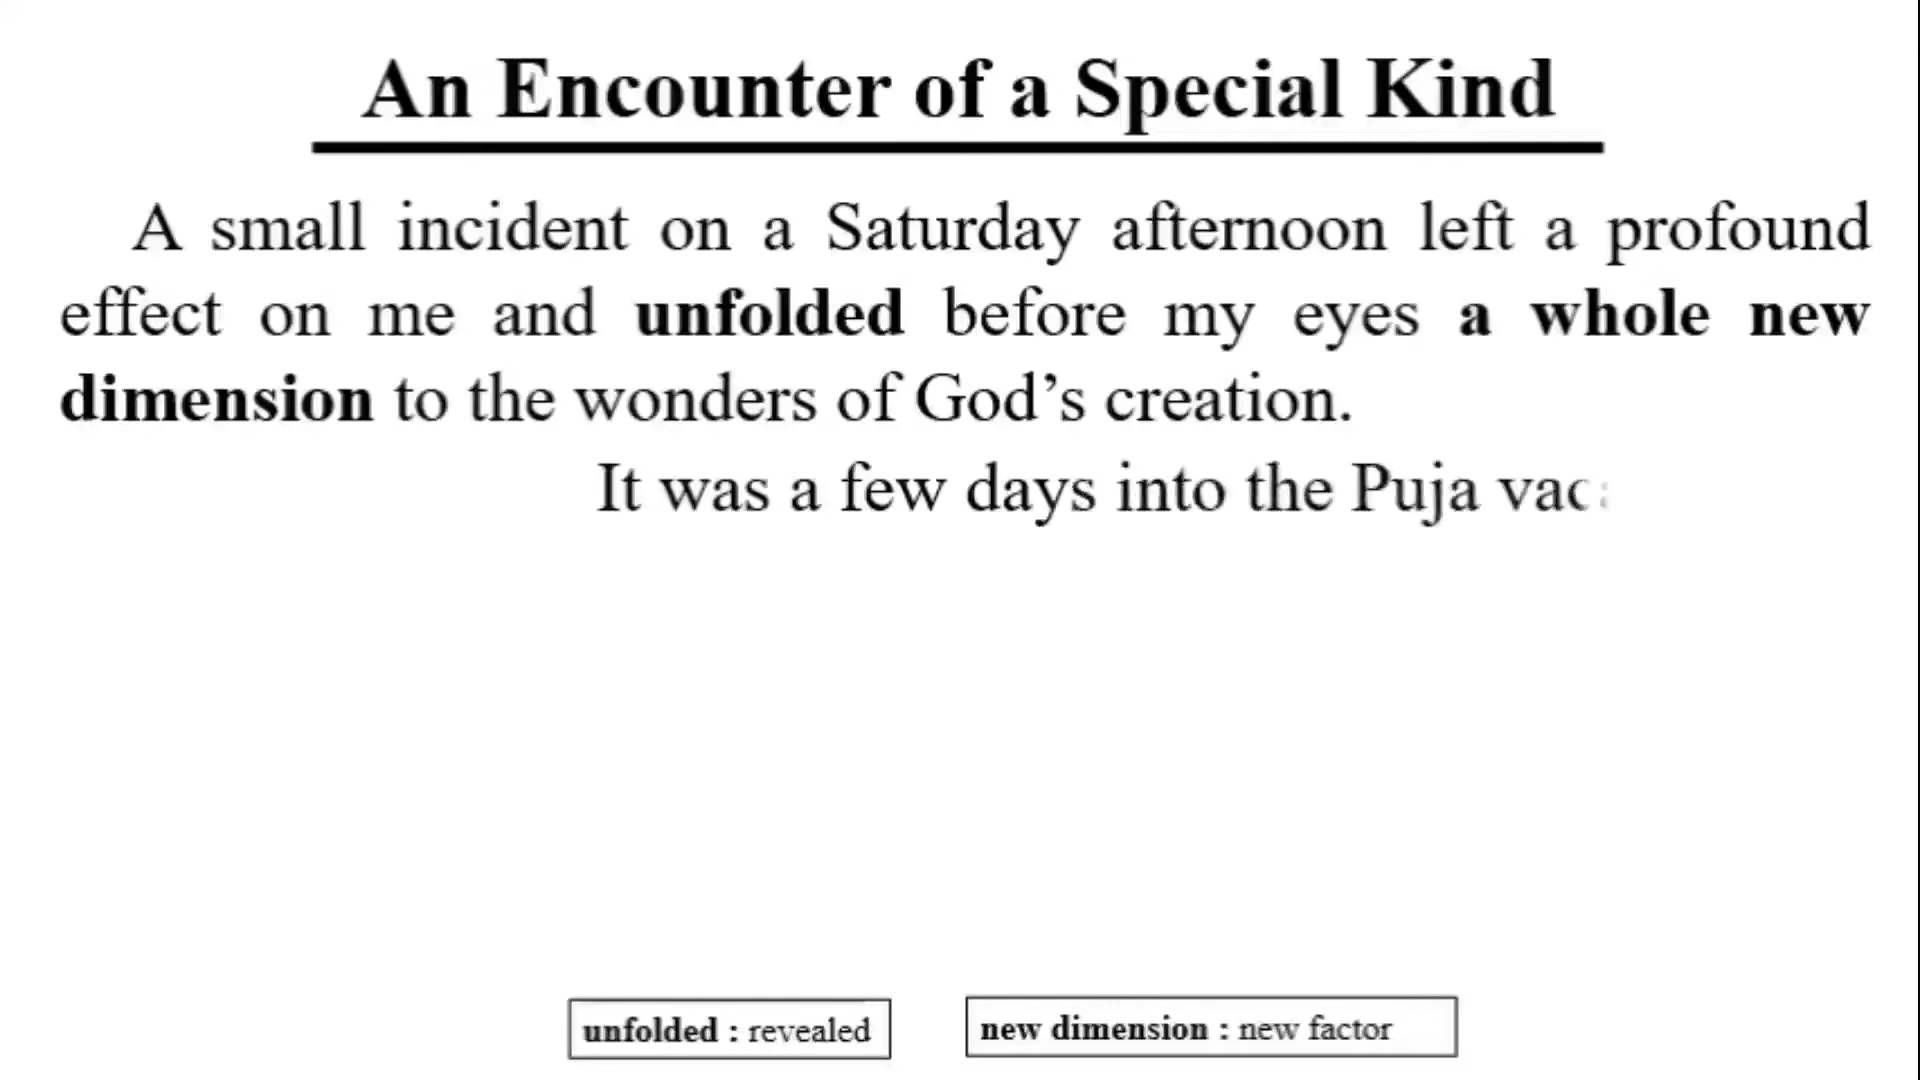 An Encounter of a Special Kind
A small incident on a Saturday afternoon left a profound
effect on me and unfolded before my eyes a whole new
dimension to the wonders of God’s creation.
It was a few days into the Puja
unfolded : revealed
new dimension : new factor